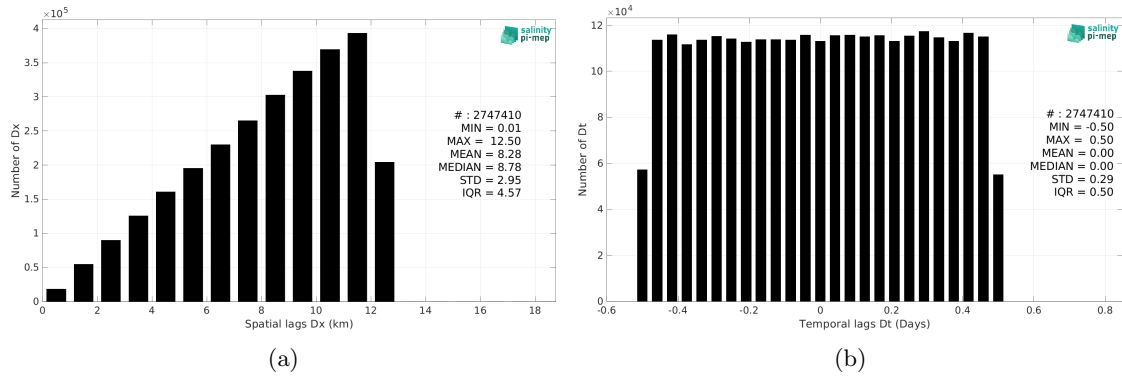 ×10^5
4
3.5
3
2.5
2
1.5
1
0.5
0
0 2 4 6 8 10 12 14 16 18
Number of Dx
Spatial lags Dx (km)
salinity
pi-mep
# : 2747410
MIN = 0.01
MAX = 12.50
MEAN = 8.28
MEDIAN = 8.78
STD = 2.95
IQR = 4.57
(a)
×10^4
12
10
8
6
4
2
0
-0.6 -0.4 -0.2 0 0.2 0.4 0.6 0.8
Number of Dt
Temporal lags Dt (Days)
salinity
pi-mep
# : 2747410
MIN = -0.50
MAX = 0.50
MEAN = 0.00
MEDIAN = 0.00
STD = 0.29
IQR = 0.50
(b)